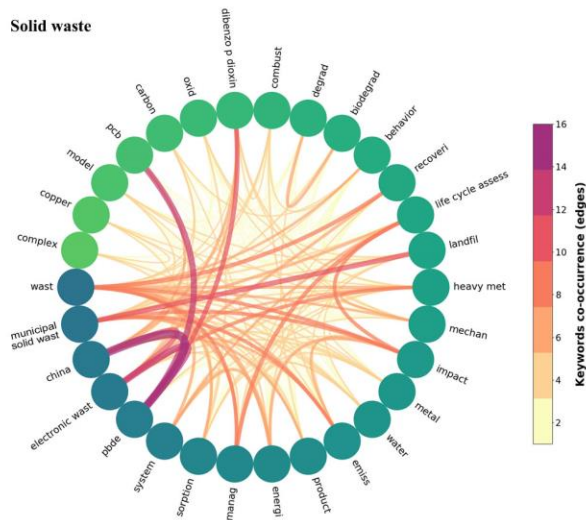 Solid waste
dibenzo p dioxin
combust
degrad
biodegrad
behavior
recoveri
life cycle assess
landfil
heavy met
mechan
impact
metal
water
emiss
product
energi
manag
sorption
system
pbde
electronic wast
china
municipal
solid wast
wast
complex
copper
model
pcb
carbon
oxid
16
14
12
10
8
6
4
2
Keywords co-occurrence (edges)